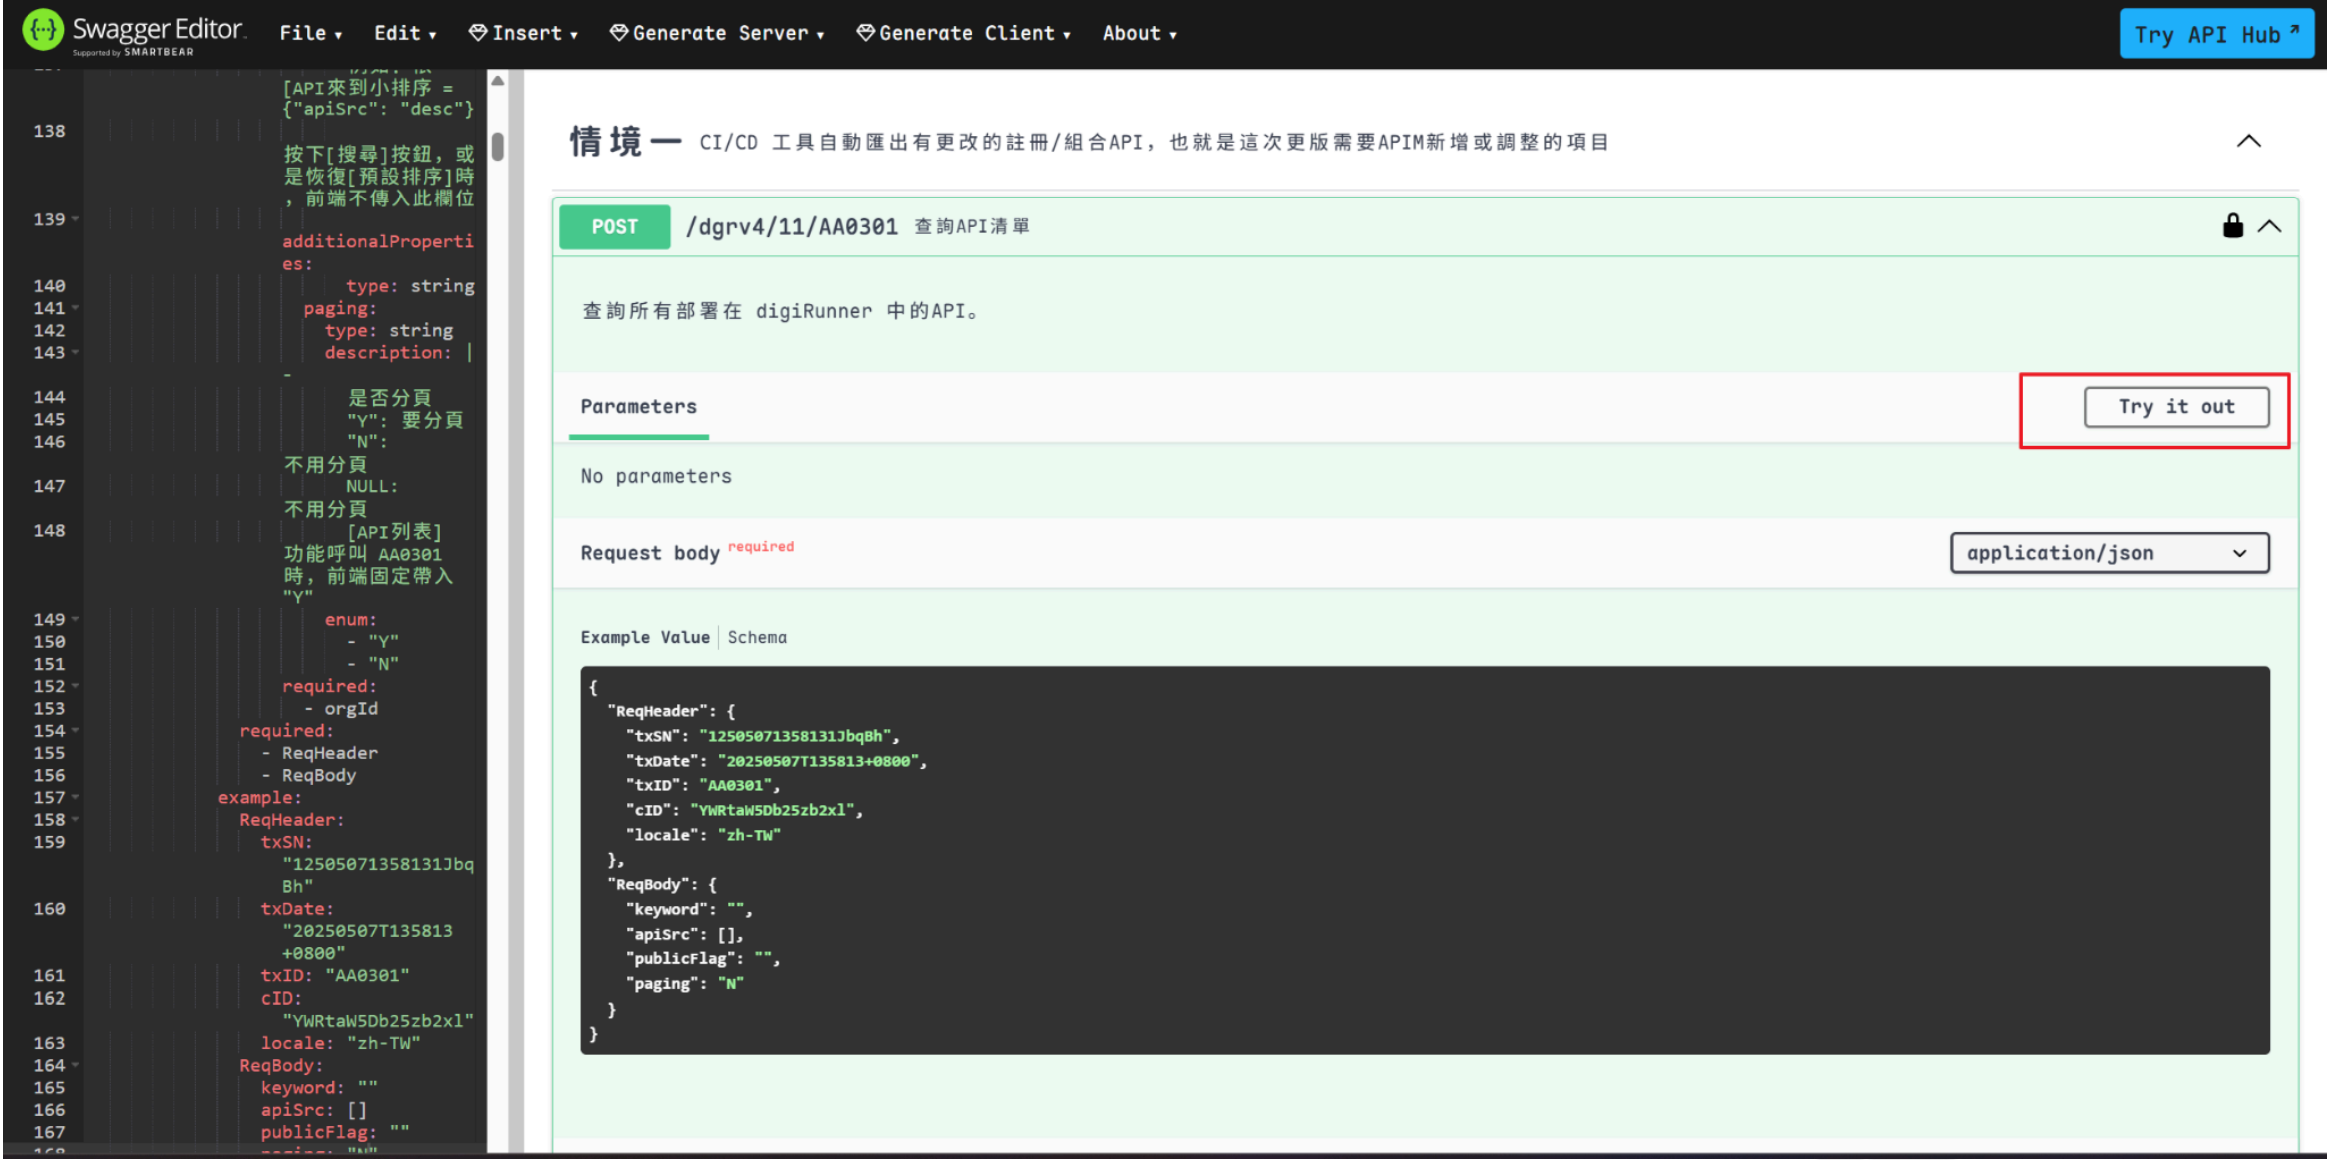 Swagger Editor
Supported by SMARTBEAR
File
Edit
Insert
Generate Server
Generate Client
About
Try API Hub
[API來到小排序 =
{"apiSrc": "desc"}
138
按下[搜尋]按鈕，或
是恢復[預設排序]時
，前端不傳入此欄位
139
additionalProperti
es:
140 type: string
141 paging:
142 type: string
143 description: |
-
144 是否分頁
145 "Y": 要分頁
146 "N":
不用分頁
147 NULL:
不用分頁
148 [API列表]
功能呼叫 AA0301
時，前端固定帶入
"Y"
149 enum:
150 - "Y"
151 - "N"
152 required:
153 - orgId
154 required:
155 - ReqHeader
156 - ReqBody
157 example:
158 ReqHeader:
159 txSN:
"12505071358131Jbq
Bh"
160 txDate:
"20250507T135813
+0800"
161 txID: "AA0301"
162 cID:
"YWRtaW5Db25zb2xl"
163 locale: "zh-TW"
164 ReqBody:
165 keyword: ""
166 apiSrc: []
167 publicFlag: ""
情境一 CI/CD 工具自動匯出有更改的註冊/組合API，也就是這次更版需要APIM新增或調整的項目
POST /dgrv4/11/AA0301 查詢API清單
查詢所有部署在 digiRunner 中的API。
Parameters
Try it out
No parameters
Request body required
application/json
Example Value | Schema
{
"ReqHeader": {
"txSN": "12505071358131JbqBh",
"txDate": "20250507T135813+0800",
"txID": "AA0301",
"cID": "YWRtaW5Db25zb2xl",
"locale": "zh-TW"
},
"ReqBody": {
"keyword": "",
"apiSrc": [],
"publicFlag": "",
"paging": "N"
}
}